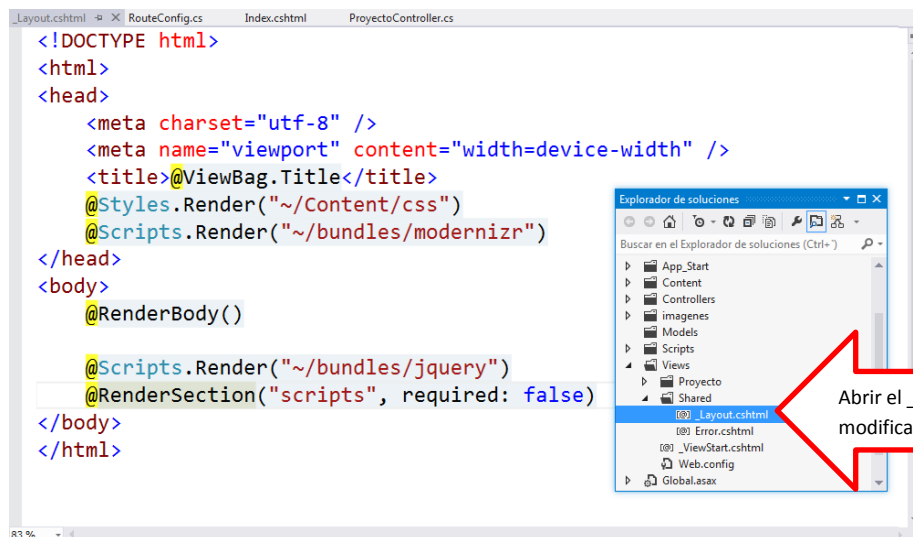 _Layout.cshtml RouteConfig.cs Index.cshtml ProyectoController.cs
<!DOCTYPE html>
<html>
<head>
<meta charset="utf-8" />
<meta name="viewport" content="width=device-width" />
<title>@ViewBag.Title</title>
@Styles.Render("~/Content/css")
@Scripts.Render("~/bundles/modernizr")
</head>
<body>
@RenderBody()
@Scripts.Render("~/bundles/jquery")
@RenderSection("scripts", required: false)
</body>
</html>
83 %
Explorador de soluciones
Buscar en el Explorador de soluciones (Ctrl+¨)
App_Start
Content
Controllers
imagenes
Models
Scripts
Views
Proyecto
Shared
_Layout.cshtml
Error.cshtml
_ViewStart.cshtml
Web.config
Global.asax
Abrir el _
modifica